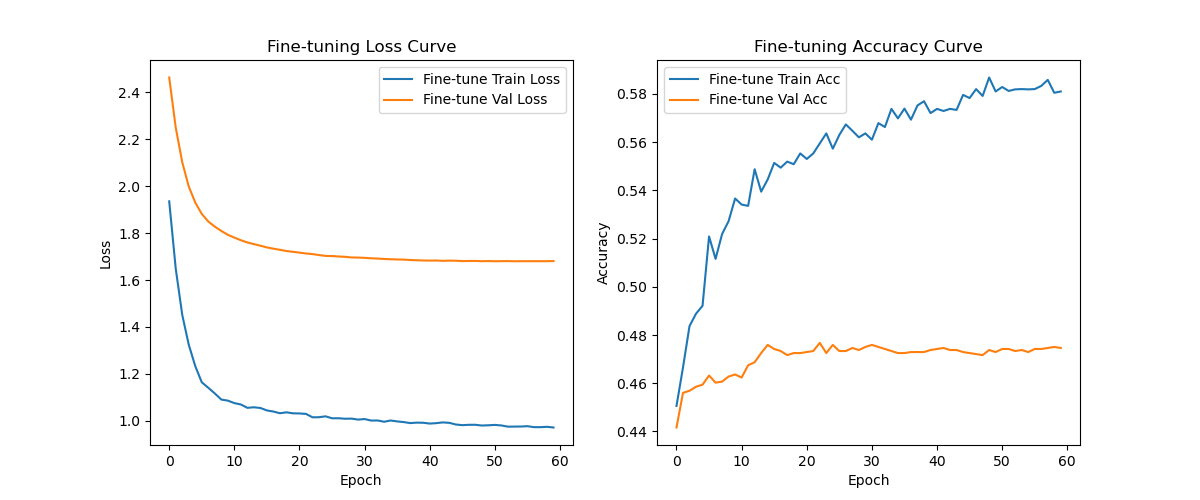 Fine-tuning Loss Curve
Fine-tune Train Loss
Fine-tune Val Loss
2.4
2.2
2.0
1.8
1.6
1.4
1.2
1.0
Loss
0 10 20 30 40 50 60
Epoch
Fine-tuning Accuracy Curve
Fine-tune Train Acc
Fine-tune Val Acc
0.58
0.56
0.54
0.52
0.50
0.48
0.46
0.44
Accuracy
0 10 20 30 40 50 60
Epoch